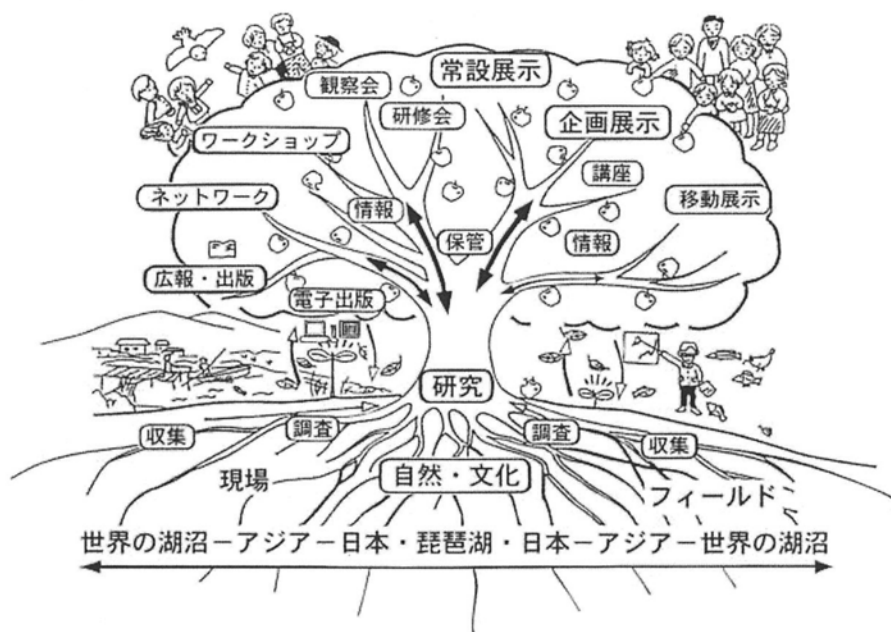 常設展示
観察会
研修会
企画展示
ワークショップ
講座
ネットワーク
情報
移動展示
保管
情報
広報・出版
電子出版
研究
収集
調査
調査
収集
現場
自然・文化
フィールド
世界の湖沼－アジア－日本・琵琶湖・日本－アジア－世界の湖沼